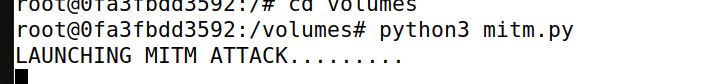 root@0fa3fbdd3592:/# cd volumes
root@0fa3fbdd3592:/volumes# python3 mitm.py
LAUNCHING MITM ATTACK.........